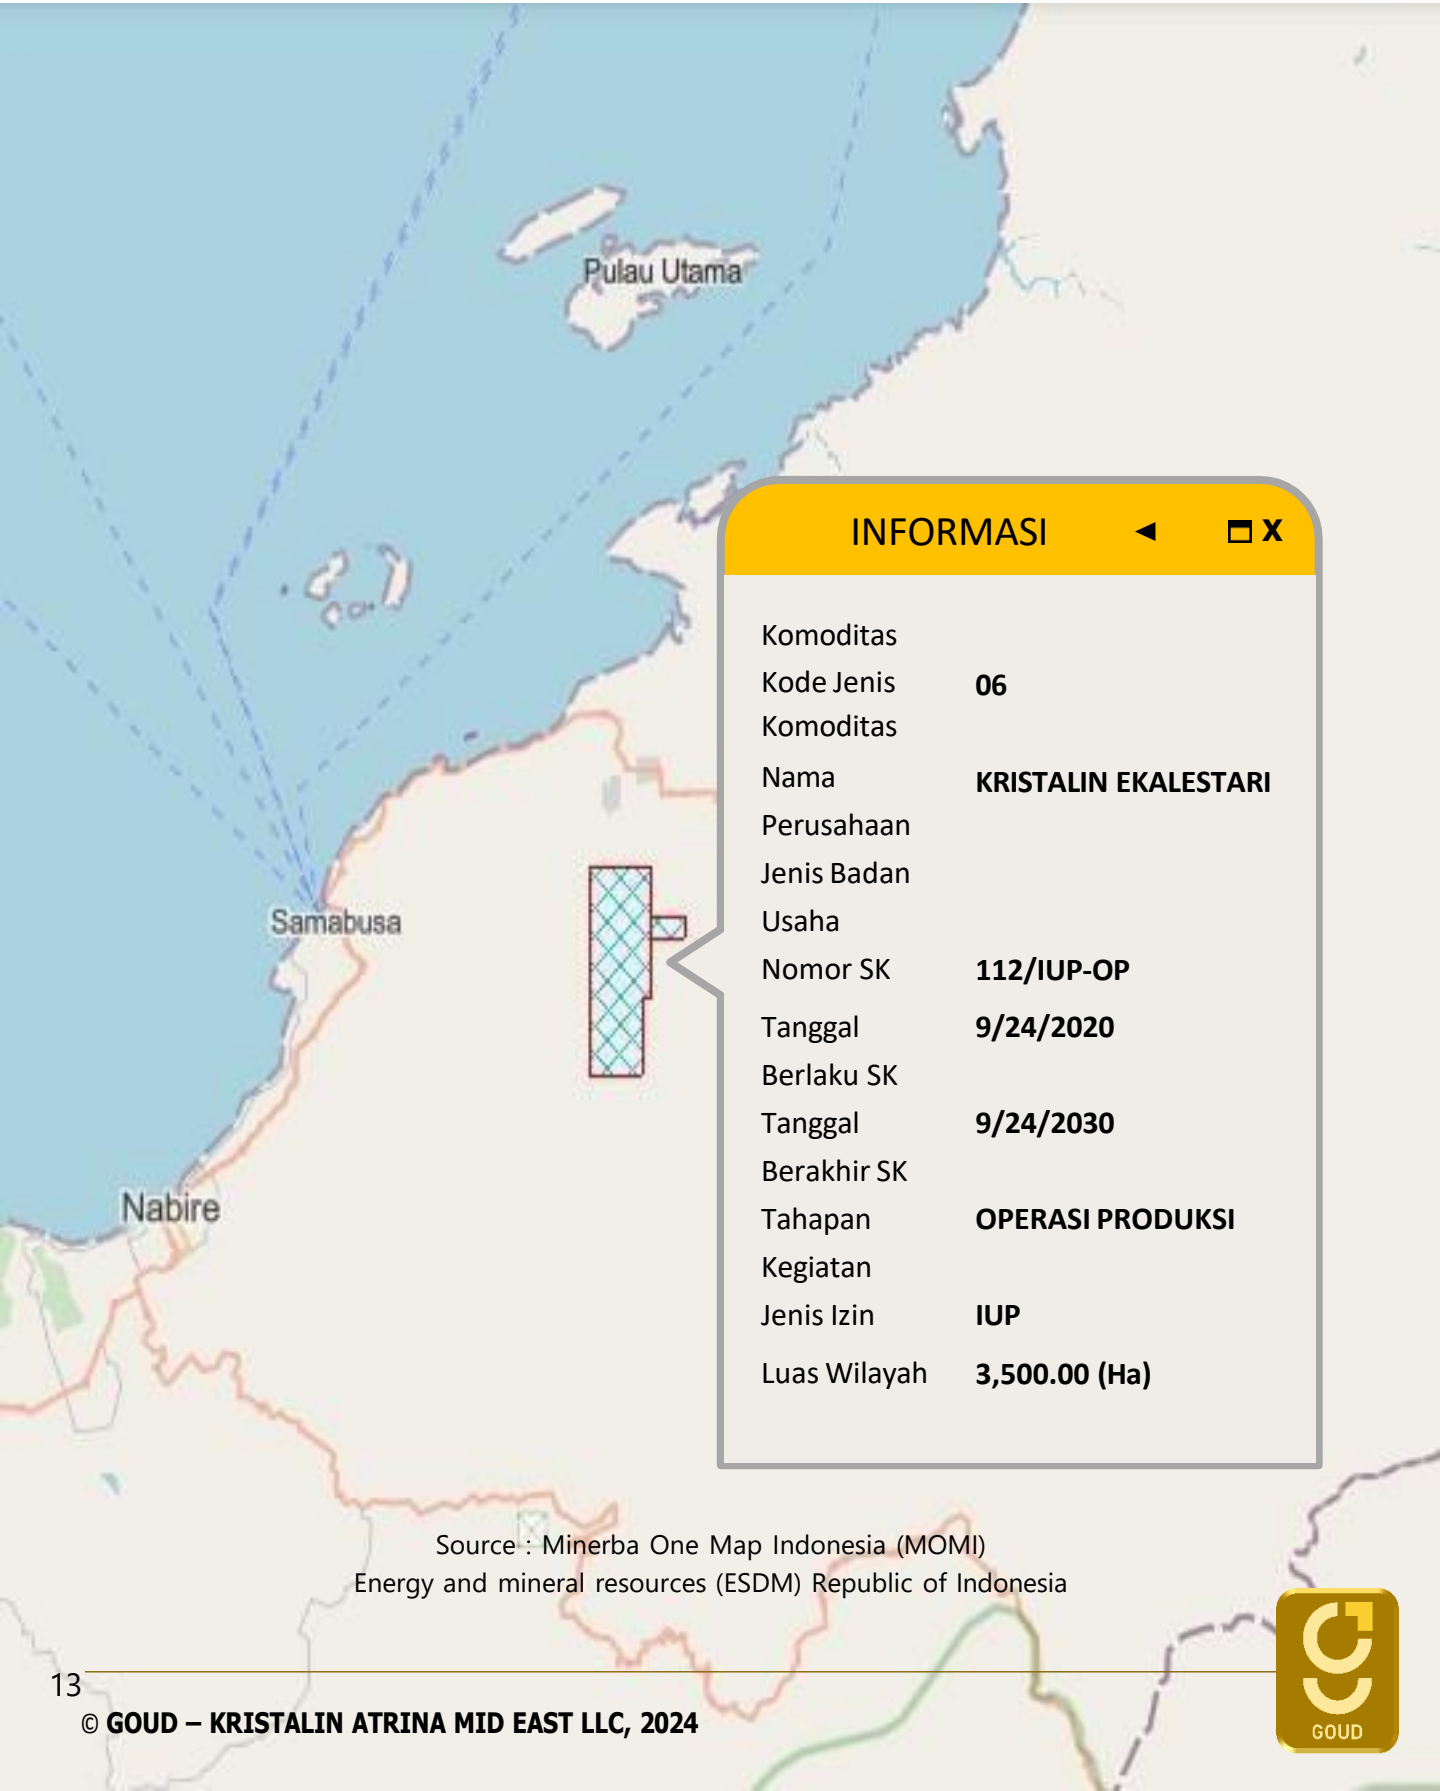 Pulau Utama
INFORMASI ◄ X
Komoditas
Kode Jenis 06
Komoditas
Nama KRISTALIN EKALESTARI
Perusahaan
Jenis Badan
Usaha
Samabusa
Nomor SK 112/IUP-OP
Tanggal 9/24/2020
Berlaku SK
Tanggal 9/24/2030
Berakhir SK
Nabire
Tahapan OPERASI PRODUKSI
Kegiatan
Jenis Izin IUP
Luas Wilayah 3,500.00 (Ha)
Source : Minerba One Map Indonesia (MOMI)
Energy and mineral resources (ESDM) Republic of Indonesia
13
© GOUD – KRISTALIN ATRINA MID EAST LLC, 2024
GOUD